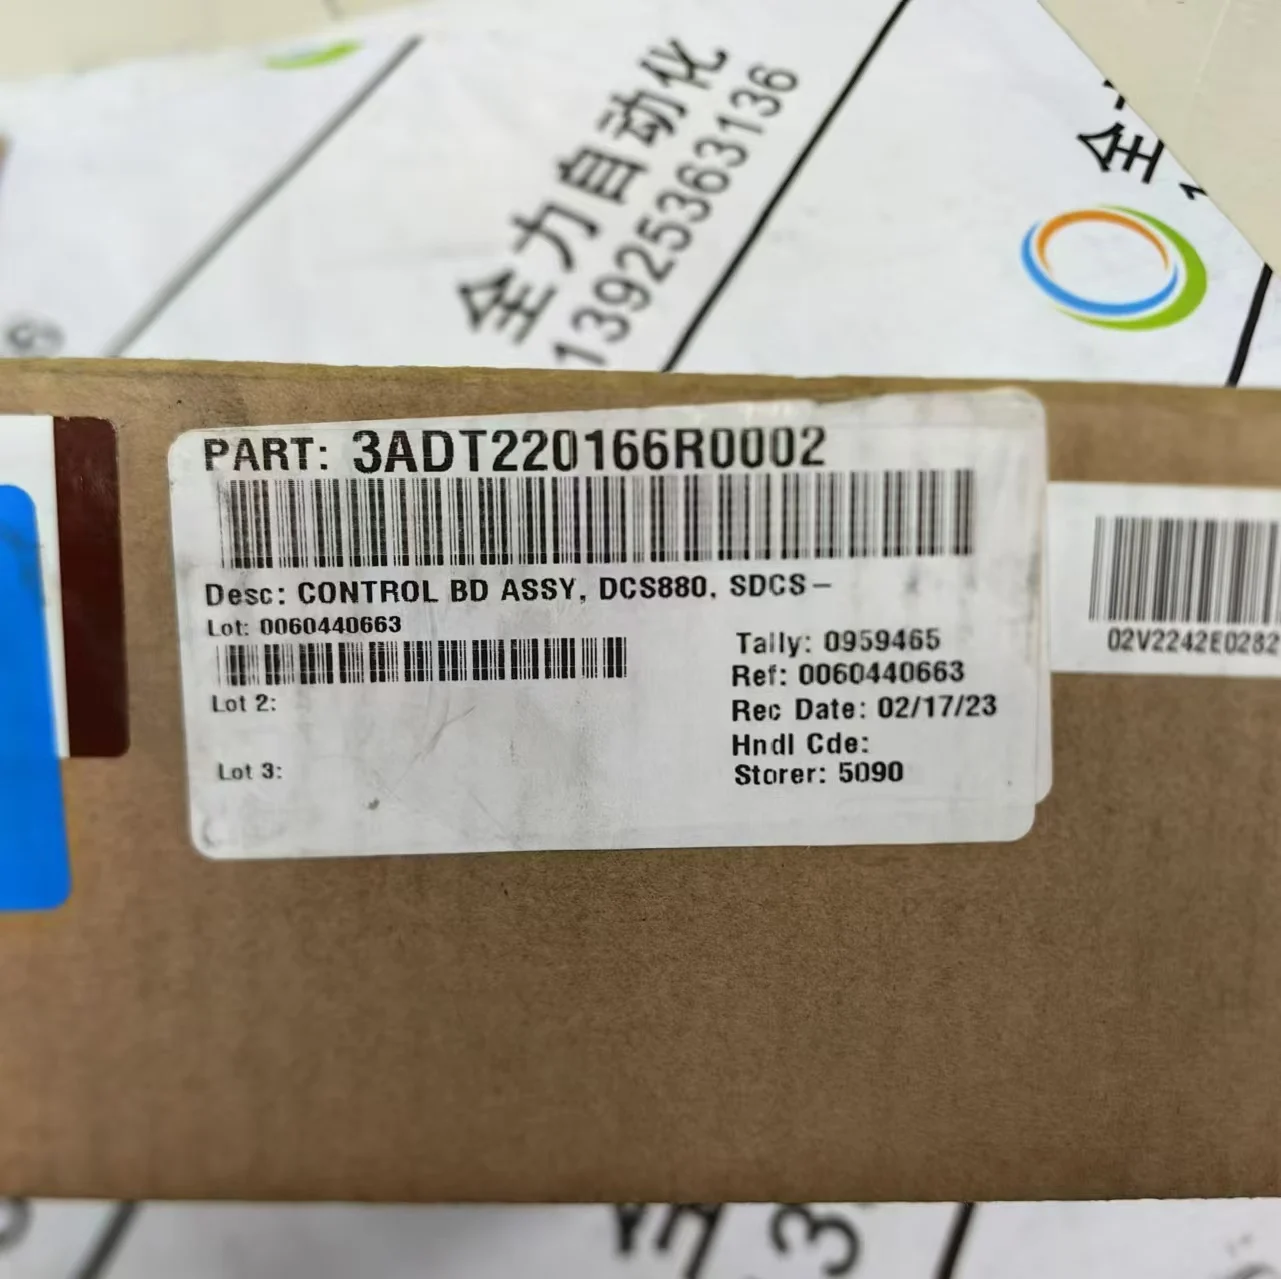 全力自动化
13925363136
全
PART: 3ADT220166R0002
Desc: CONTROL BD ASSY, DCS880, SDCS-
Lot: 0060440663
Tally: 0959465
Ref: 0060440663
Lot 2:
Rec Date: 02/17/23
Hndl Cde:
Lot 3:
Storer: 5090
02V2242E0282